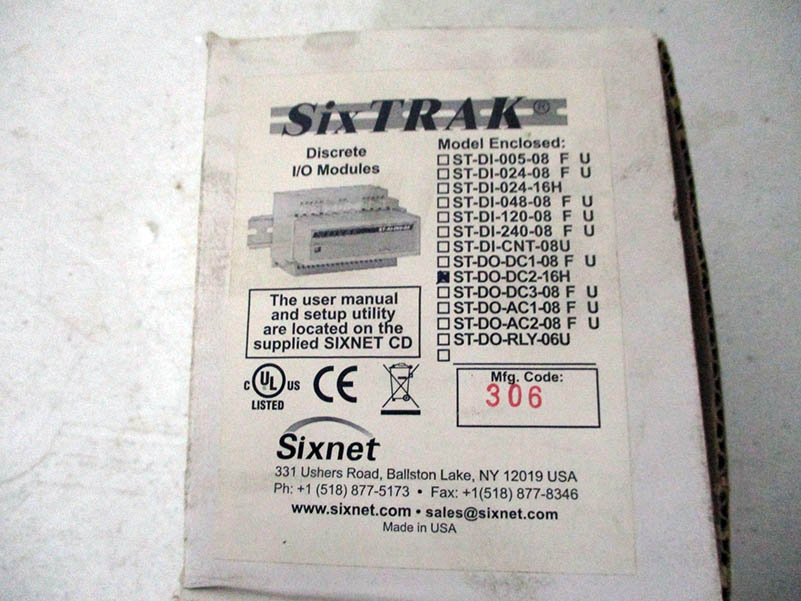 SixTRAK®
Discrete
I/O Modules
Model Enclosed:
ST-DI-005-08 F U
ST-DI-024-08 F U
ST-DI-024-16H
ST-DI-048-08 F U
ST-DI-120-08 F U
ST-DI-240-08 F U
ST-DI-CNT-08U
ST-DO-DC1-08 F U
ST-DO-DC2-16H
ST-DO-DC3-08 F U
ST-DO-AC1-08 F U
ST-DO-AC2-08 F U
ST-DO-RLY-06U
The user manual
and setup utility
are located on the
supplied SIXNET CD
C UL US
LISTED
CE
Mfg. Code:
306
Sixnet
331 Ushers Road, Ballston Lake, NY 12019 USA
Ph: +1 (518) 877-5173 • Fax: +1(518) 877-8346
www.sixnet.com • sales@sixnet.com
Made in USA